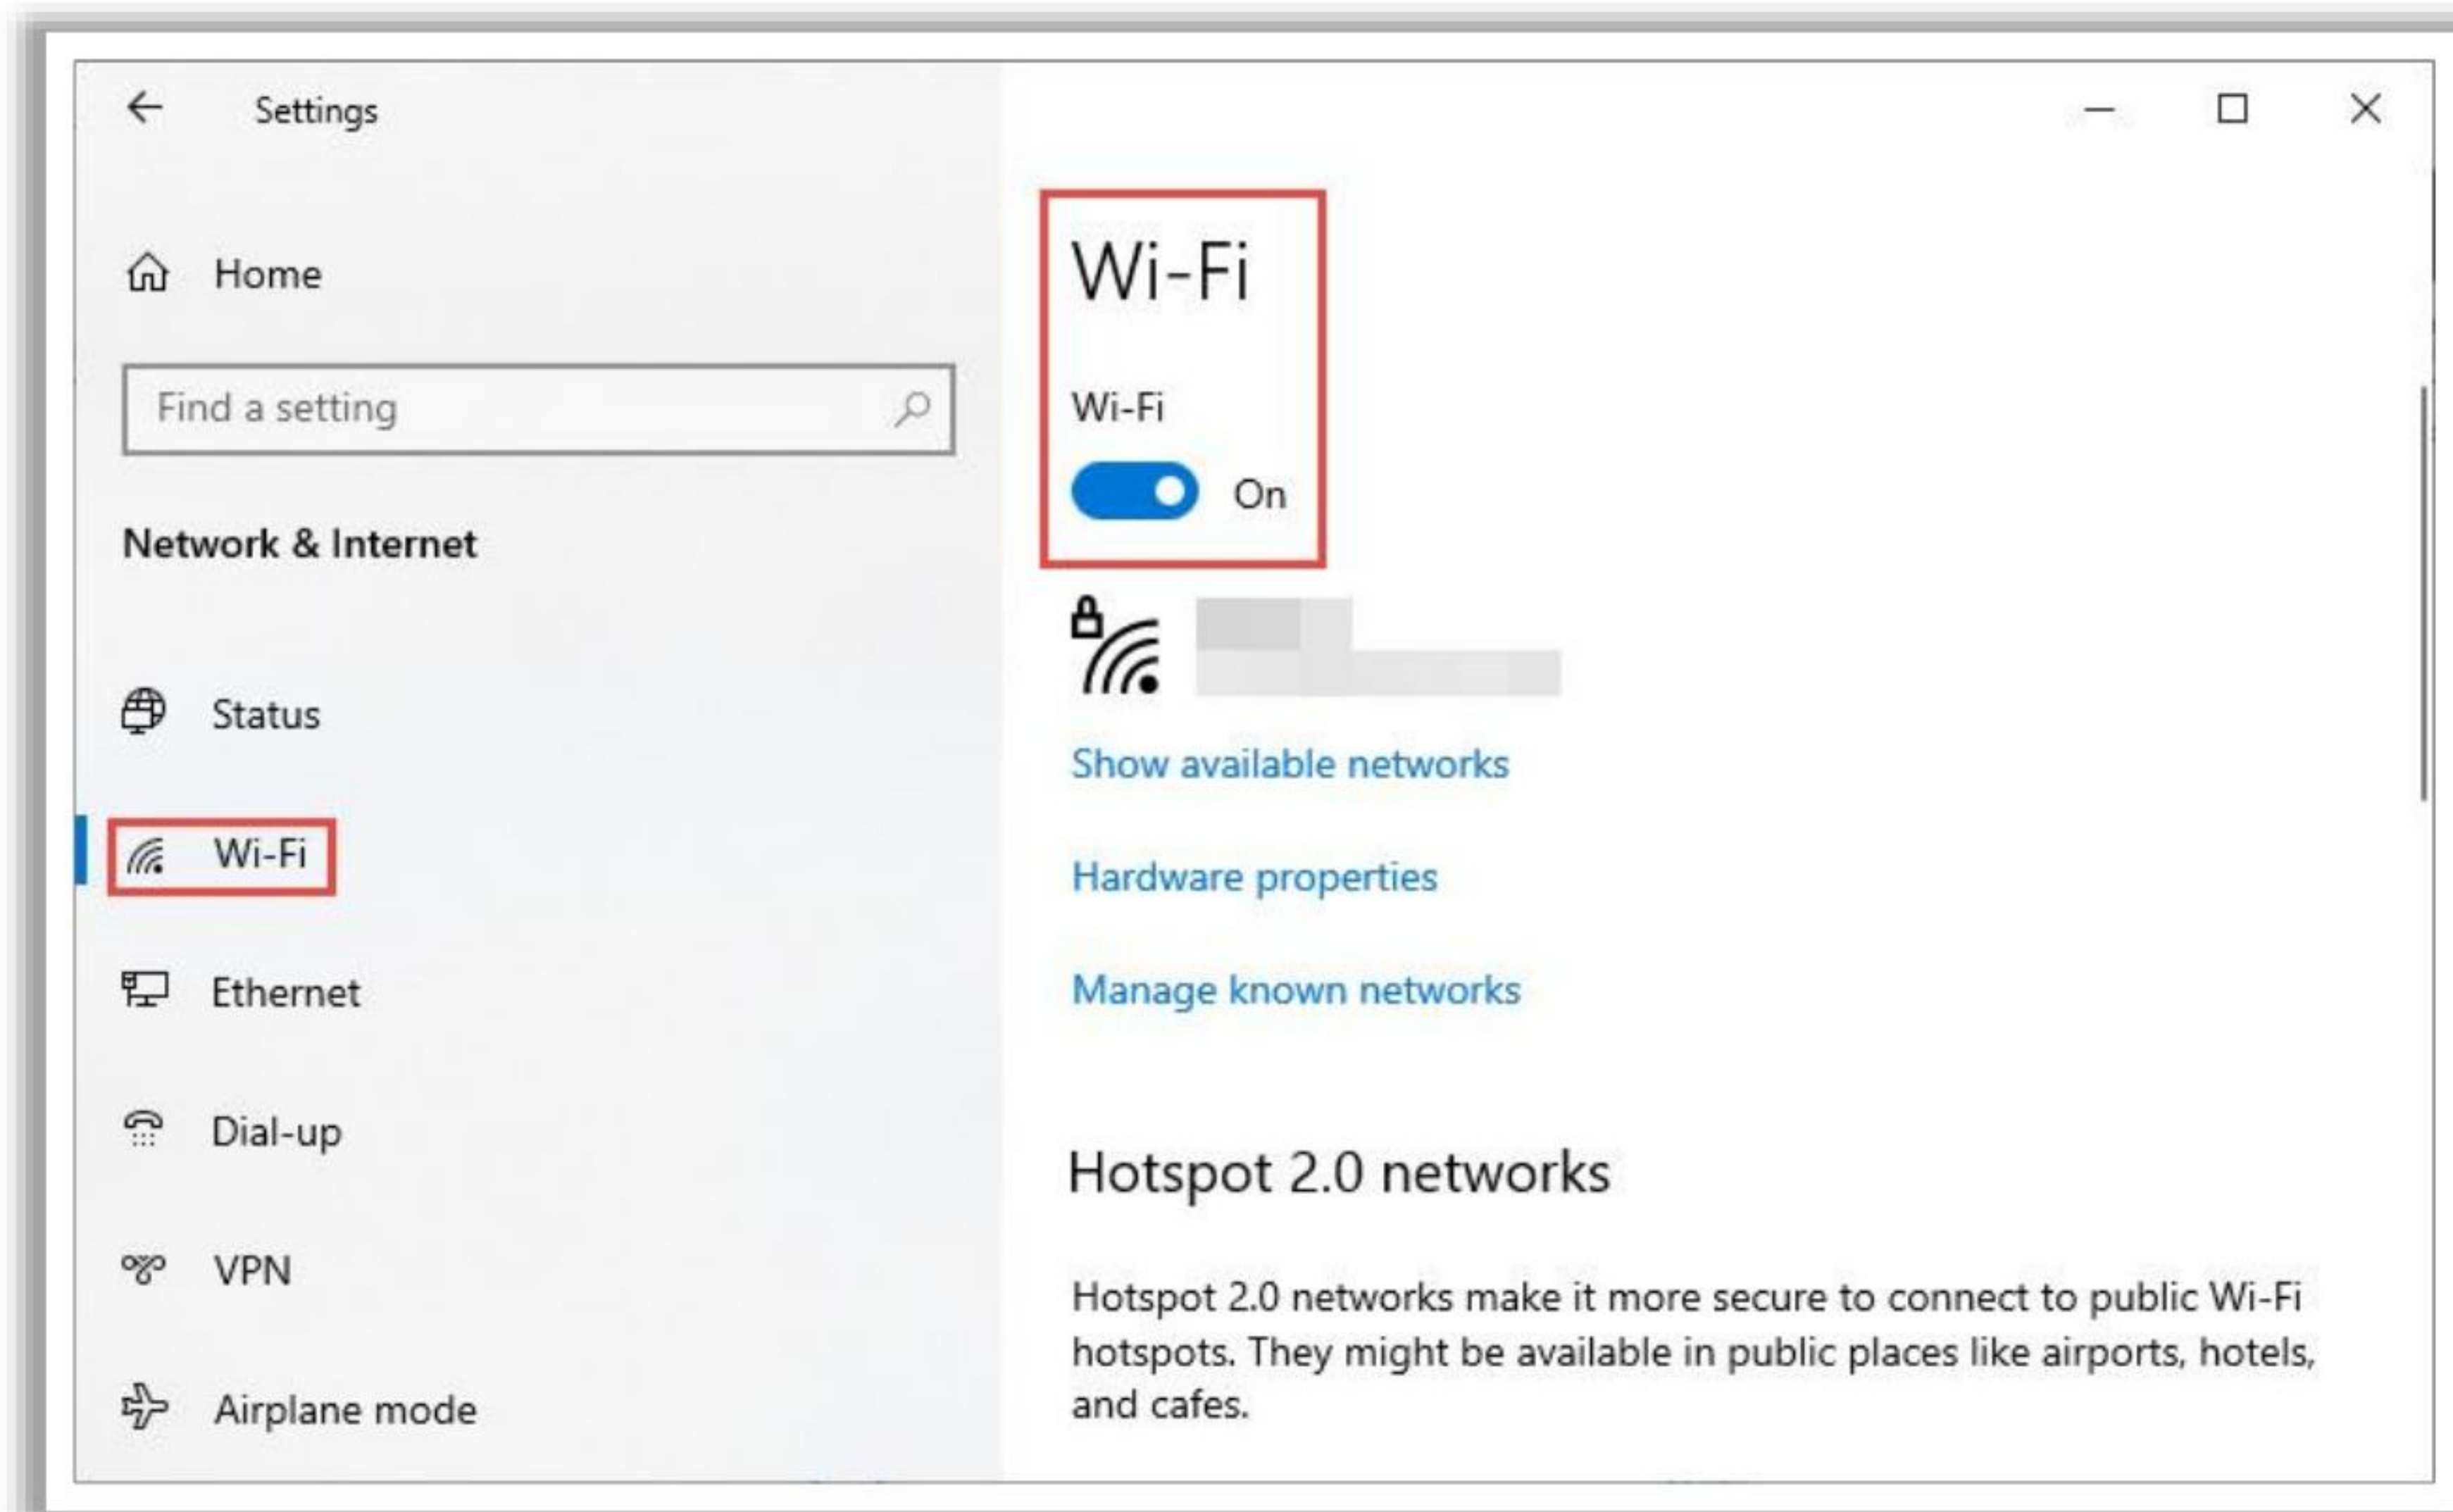 Settings
Home
Find a setting
Network & Internet
Status
Wi-Fi
Ethernet
Dial-up
VPN
Airplane mode
Wi-Fi
Wi-Fi
On
Show available networks
Hardware properties
Manage known networks
Hotspot 2.0 networks
Hotspot 2.0 networks make it more secure to connect to public Wi-Fi
hotspots. They might be available in public places like airports, hotels,
and cafes.